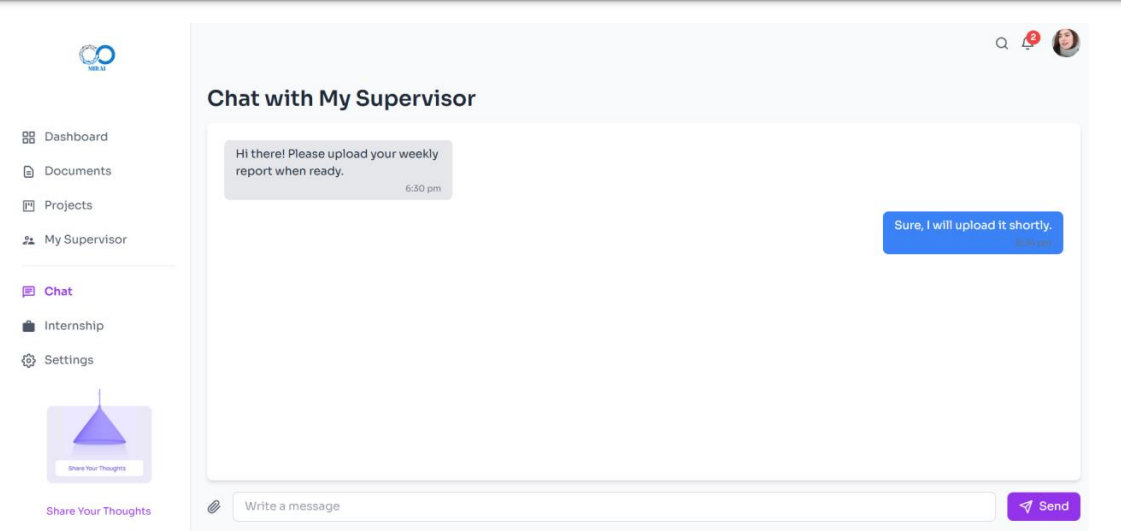 MIRAI
2
Chat with My Supervisor
Dashboard
Documents
Projects
My Supervisor
Chat
Internship
Settings
Share Your Thoughts
Share Your Thoughts
Hi there! Please upload your weekly
report when ready.
6:30 pm
Sure, I will upload it shortly.
Write a message
Send